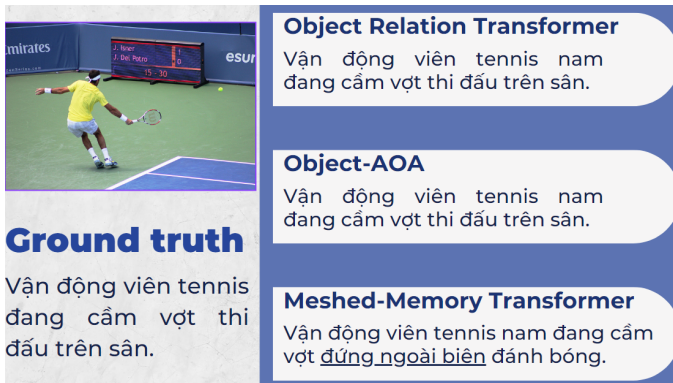 mirates
J. Isner 1
J. Del Potro 0
15 - 30
esur
Ground truth
Vận động viên tennis
đang cầm vợt thi
đấu trên sân.
Object Relation Transformer
Vận động viên tennis nam
đang cầm vợt thi đấu trên sân.
Object-AOA
Vận động viên tennis nam
đang cầm vợt thi đấu trên sân.
Meshed-Memory Transformer
Vận động viên tennis nam đang cầm
vợt đứng ngoài biên đánh bóng.